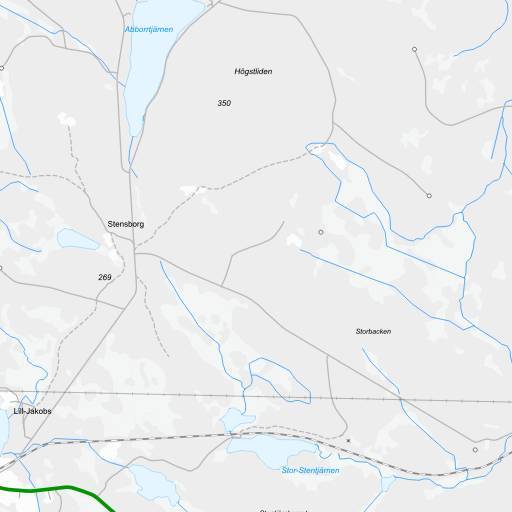 Abborrtjärnen
Högstliden
350
Stensborg
269
Storbacken
Lill-Jakobs
Stor-Stentjärnen